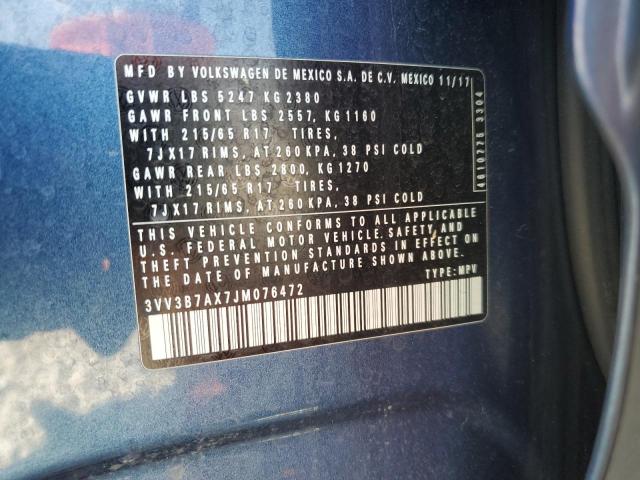 MFD BY VOLKSWAGEN DE MEXICO S.A. DE C.V. MEXICO 11/17
GVWR LBS 5247 KG 2380
GAWR FRONT LBS 2557, KG 1160
WITH 215/65 R17 TIRES,
7JX17 RIMS, AT 260 KPA, 38 PSI COLD
GAWR REAR LBS 2800, KG 1270
WITH 215/65 R17 TIRES,
7JX17 RIMS, AT 260 KPA, 38 PSI COLD
THIS VEHICLE CONFORMS TO ALL APPLICABLE
U.S. FEDERAL MOTOR VEHICLE SAFETY AND
THEFT PREVENTION STANDARDS IN EFFECT ON
THE DATE OF MANUFACTURE SHOWN ABOVE.
3VV3B7AX7JM076472
TYPE: MPV
4610775 3304